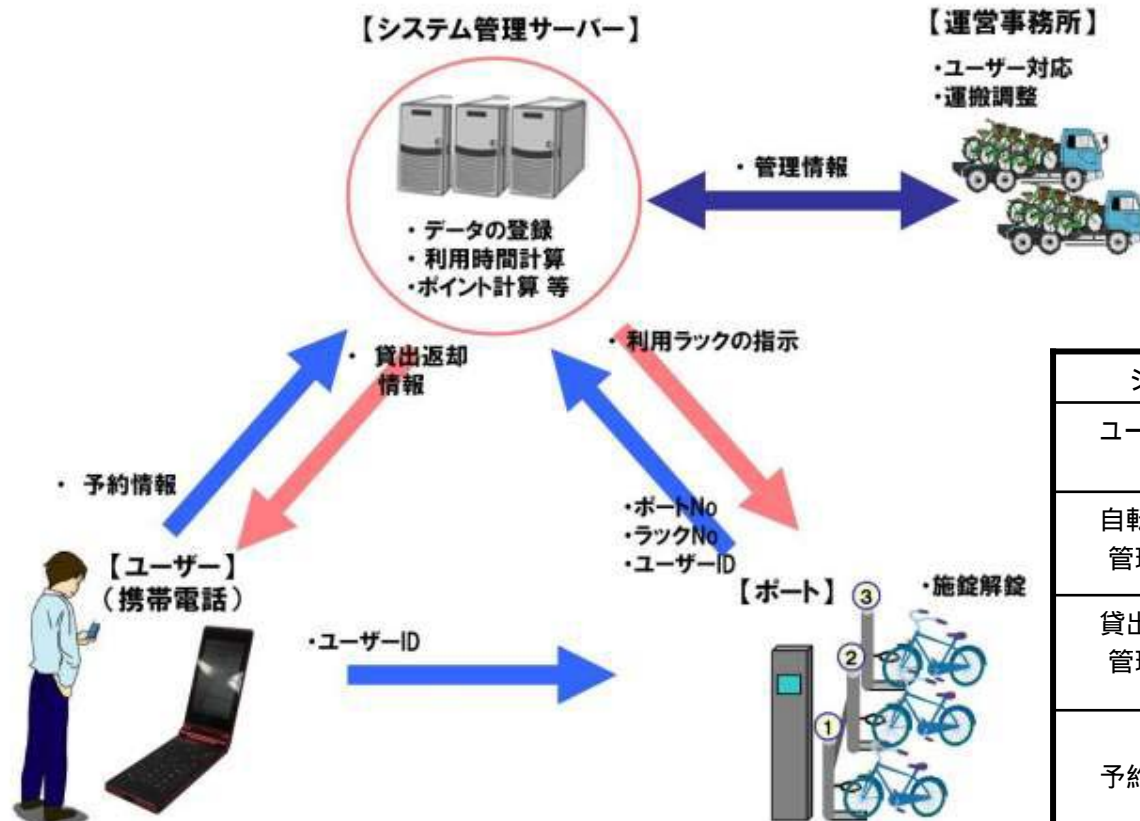 【システム管理サーバー】
・データの登録
・利用時間計算
・ポイント計算 等
【運営事務所】
・ユーザー対応
・運搬調整
・管理情報
・貸出返却
情報
・利用ラックの指示
・予約情報
・ポートNo
・ラックNo
・ユーザーID
【ユーザー】
（携帯電話）
・ユーザーID
【ポート】
・施錠解錠
3
2
1
シ
ユー
自転
管理
貸出
管理
予約